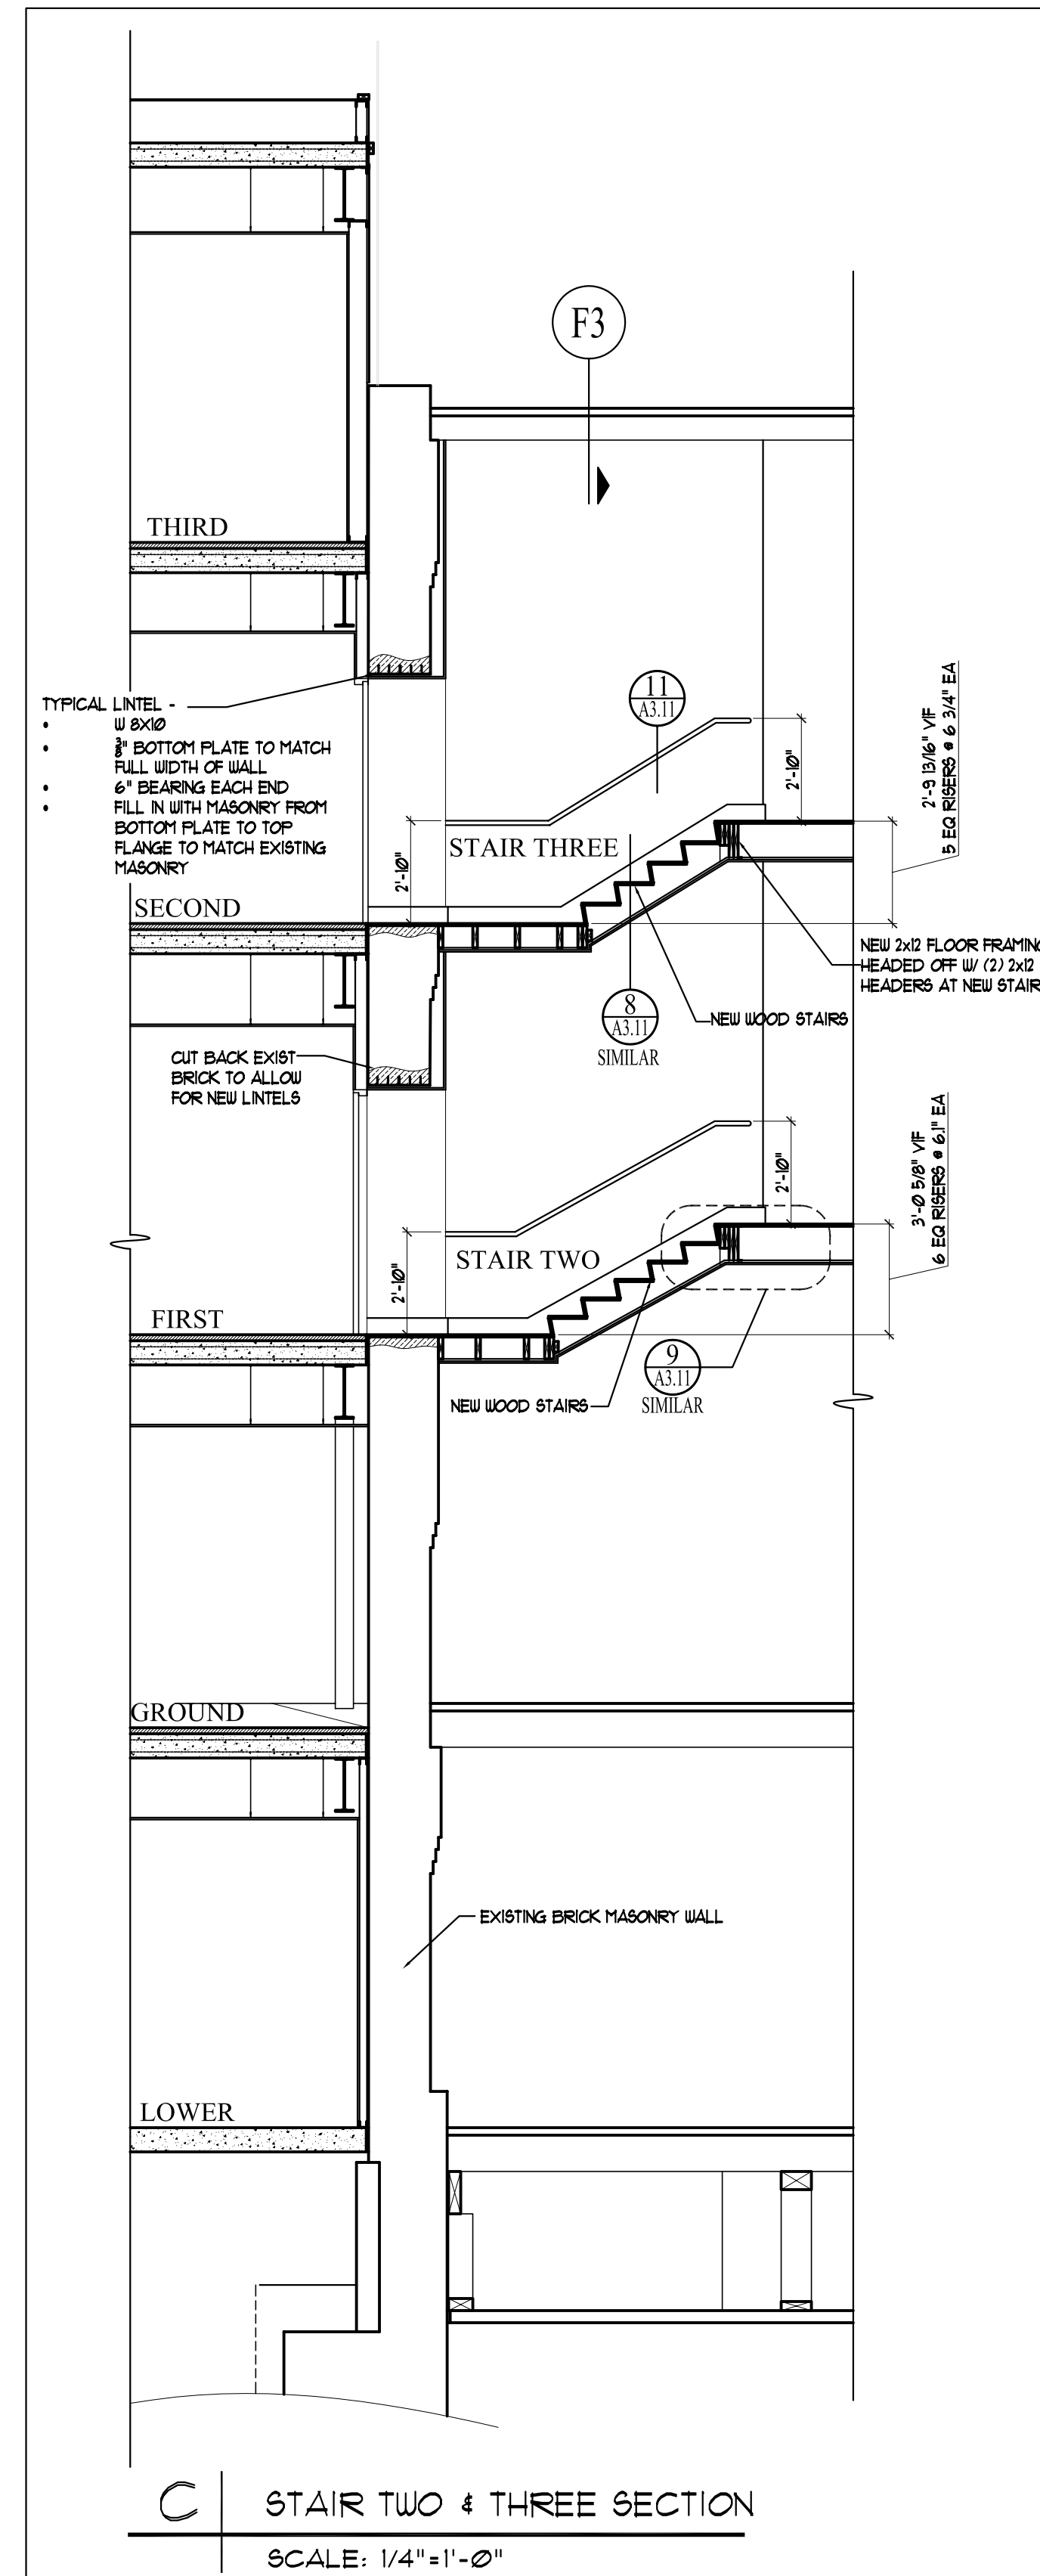 F3
THIRD
TYPICAL LINTEL -
• W 8X10
• 3/8" BOTTOM PLATE TO MATCH
FULL WIDTH OF WALL
• 6" BEARING EACH END
• FILL IN WITH MASONRY FROM
BOTTOM PLATE TO TOP
FLANGE TO MATCH EXISTING
MASONRY
11
A3.11
2'-10"
2'-10"
STAIR THREE
2'-9 13/16" VIF
5 EQ RISERS @ 6 3/4" EA
SECOND
NEW 2x12 FLOOR FRAMING
HEADED OFF W/ (2) 2x12
HEADERS AT NEW STAIR
8
A3.11
SIMILAR
NEW WOOD STAIRS
CUT BACK EXIST
BRICK TO ALLOW
FOR NEW LINTELS
2'-10"
2'-10"
STAIR TWO
3'-0 5/8" VIF
6 EQ RISERS @ 6.1" EA
FIRST
9
A3.11
SIMILAR
NEW WOOD STAIRS
GROUND
EXISTING BRICK MASONRY WALL
LOWER
C
STAIR TWO & THREE SECTION
SCALE: 1/4"=1'-0"